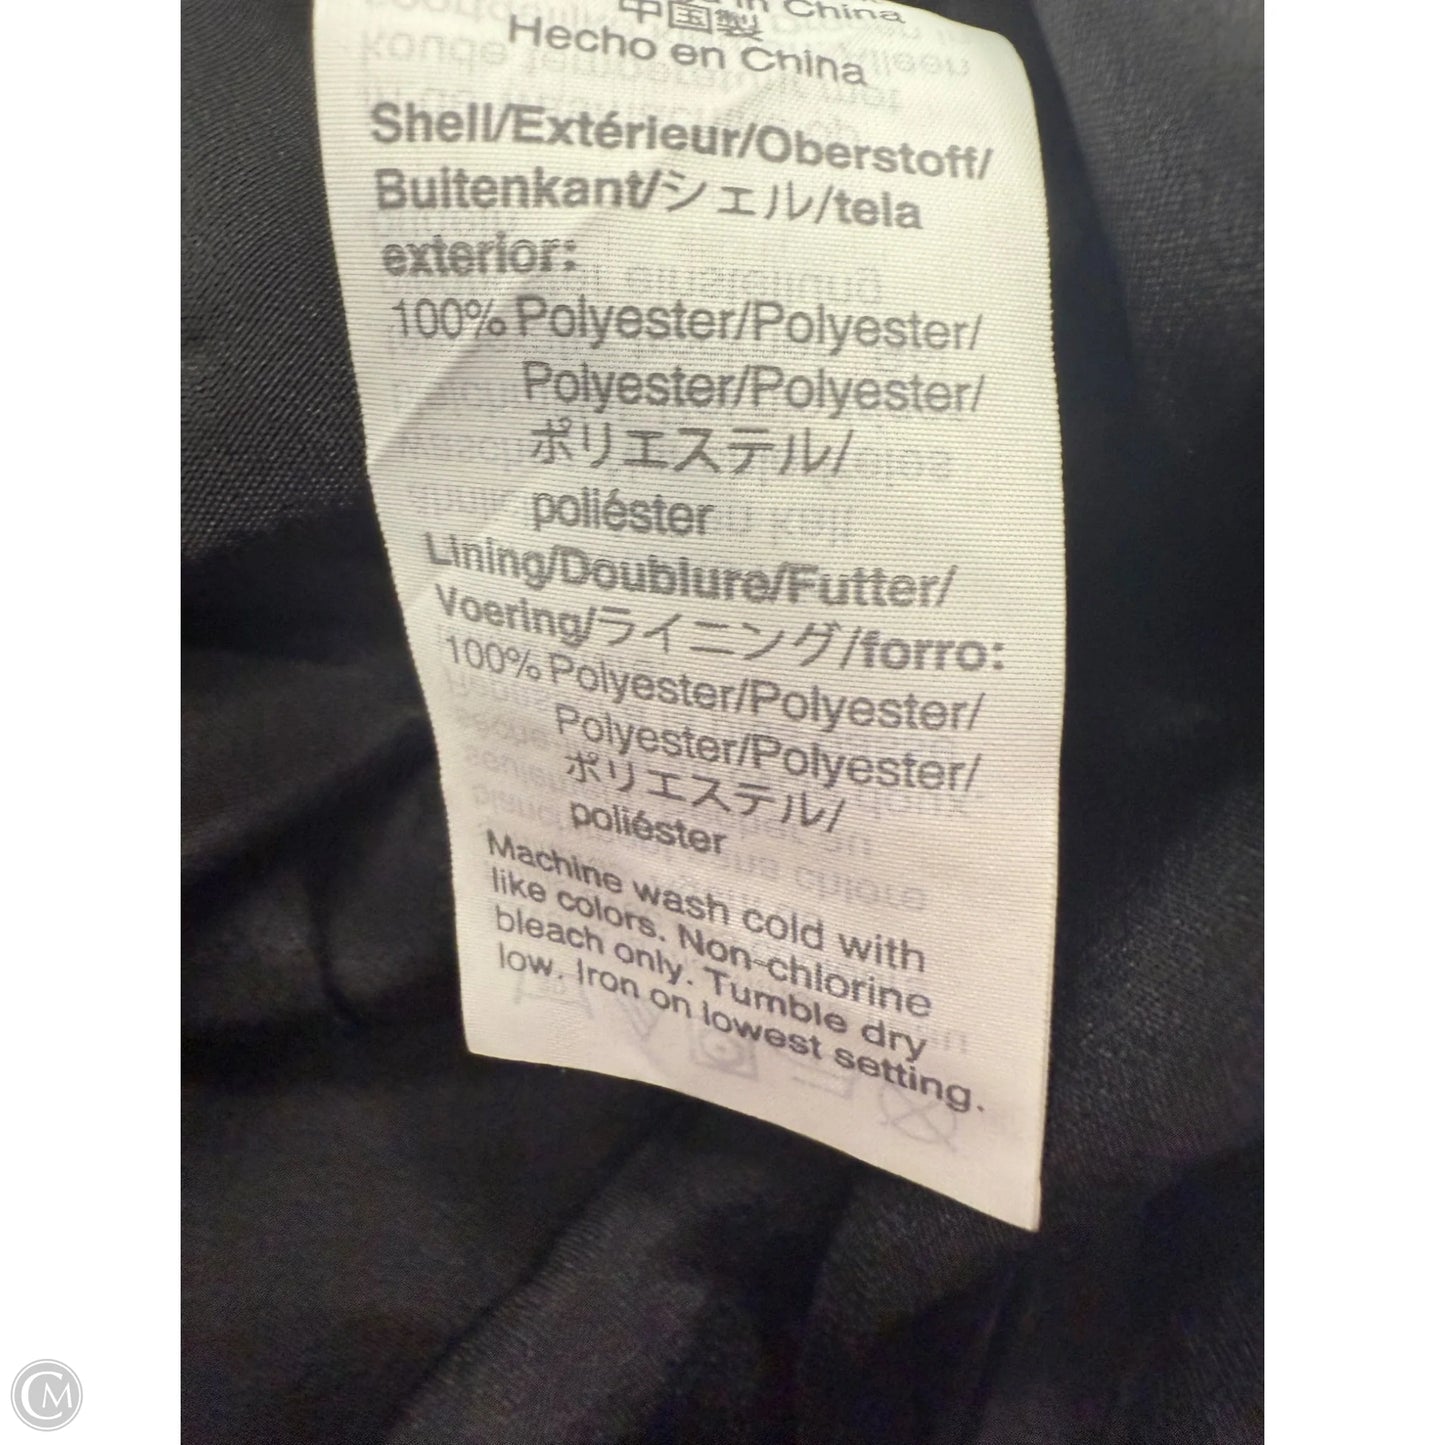 in China
中国製
Hecho en China
Shell/Extérieur/Oberstoff/
Buitenkant/シェル/tela
exterior:
100% Polyester/Polyester/
Polyester/Polyester/
ポリエステル/
poliéster
Lining/Doublure/Futter/
Voering/ライニング/forro:
100% Polyester/Polyester/
Polyester/Polyester/
ポリエステル/
poliéster
Machine wash cold with
like colors. Non-chlorine
bleach only. Tumble dry
low. Iron on lowest setting.
CM